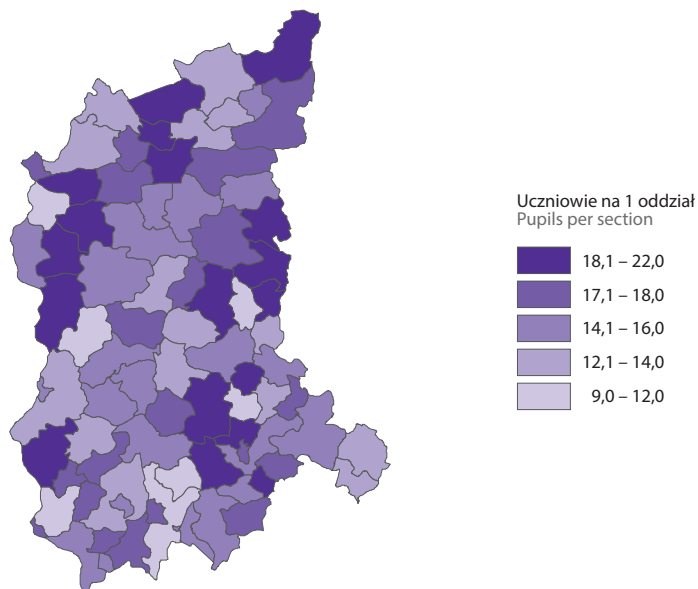 Uczniowie na 1 oddział
Pupils per section
18,1 – 22,0
17,1 – 18,0
14,1 – 16,0
12,1 – 14,0
9,0 – 12,0